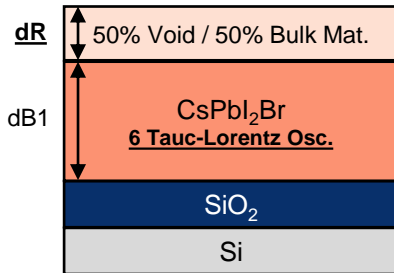 dR
50% Void / 50% Bulk Mat.
dB1
CsPbI₂Br
6 Tauc-Lorentz Osc.
SiO₂
Si